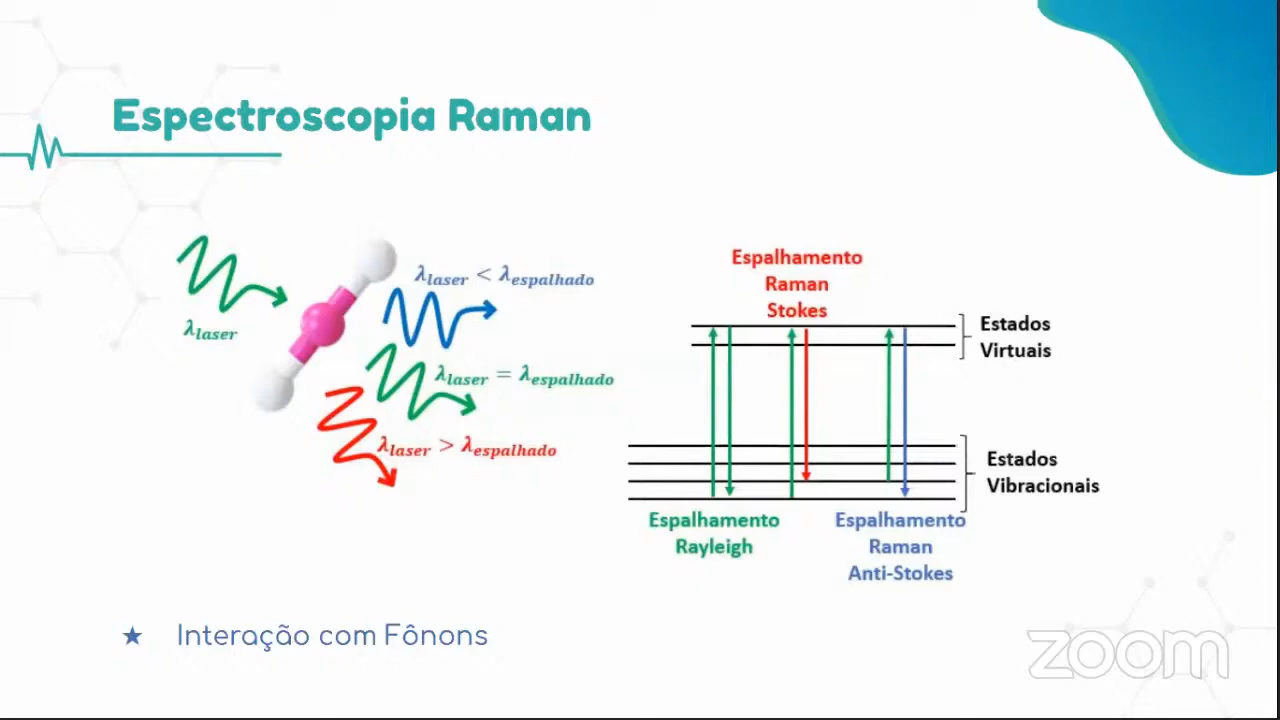 Espectroscopia Raman
λlaser
λlaser < λespalhado
λlaser = λespalhado
λlaser > λespalhado
Espalhamento
Raman
Stokes
Estados
Virtuais
Estados
Vibracionais
Espalhamento
Rayleigh
Espalhamento
Raman
Anti-Stokes
★ Interação com Fônons
zoom